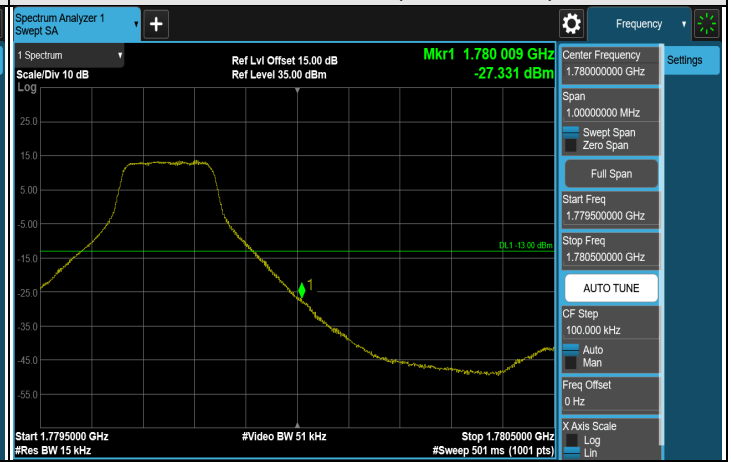 Spectrum Analyzer 1
Swept SA
+
Frequency
1 Spectrum
Scale/Div 10 dB
Log
Ref Lvl Offset 15.00 dB
Ref Level 35.00 dBm
Mkr1 1.780 009 GHz
-27.331 dBm
25.0
15.0
5.00
-5.00
-15.0
-25.0
-35.0
-45.0
-55.0
DL1 -13.00 dBm
1
Start 1.7795000 GHz
#Res BW 15 kHz
#Video BW 51 kHz
Stop 1.7805000 GHz
#Sweep 501 ms (1001 pts)
Center Frequency
1.780000000 GHz
Settings
Span
1.00000000 MHz
Swept Span
Zero Span
Full Span
Start Freq
1.779500000 GHz
Stop Freq
1.780500000 GHz
AUTO TUNE
CF Step
100.000 kHz
Auto
Man
Freq Offset
0 Hz
X Axis Scale
Log
Lin